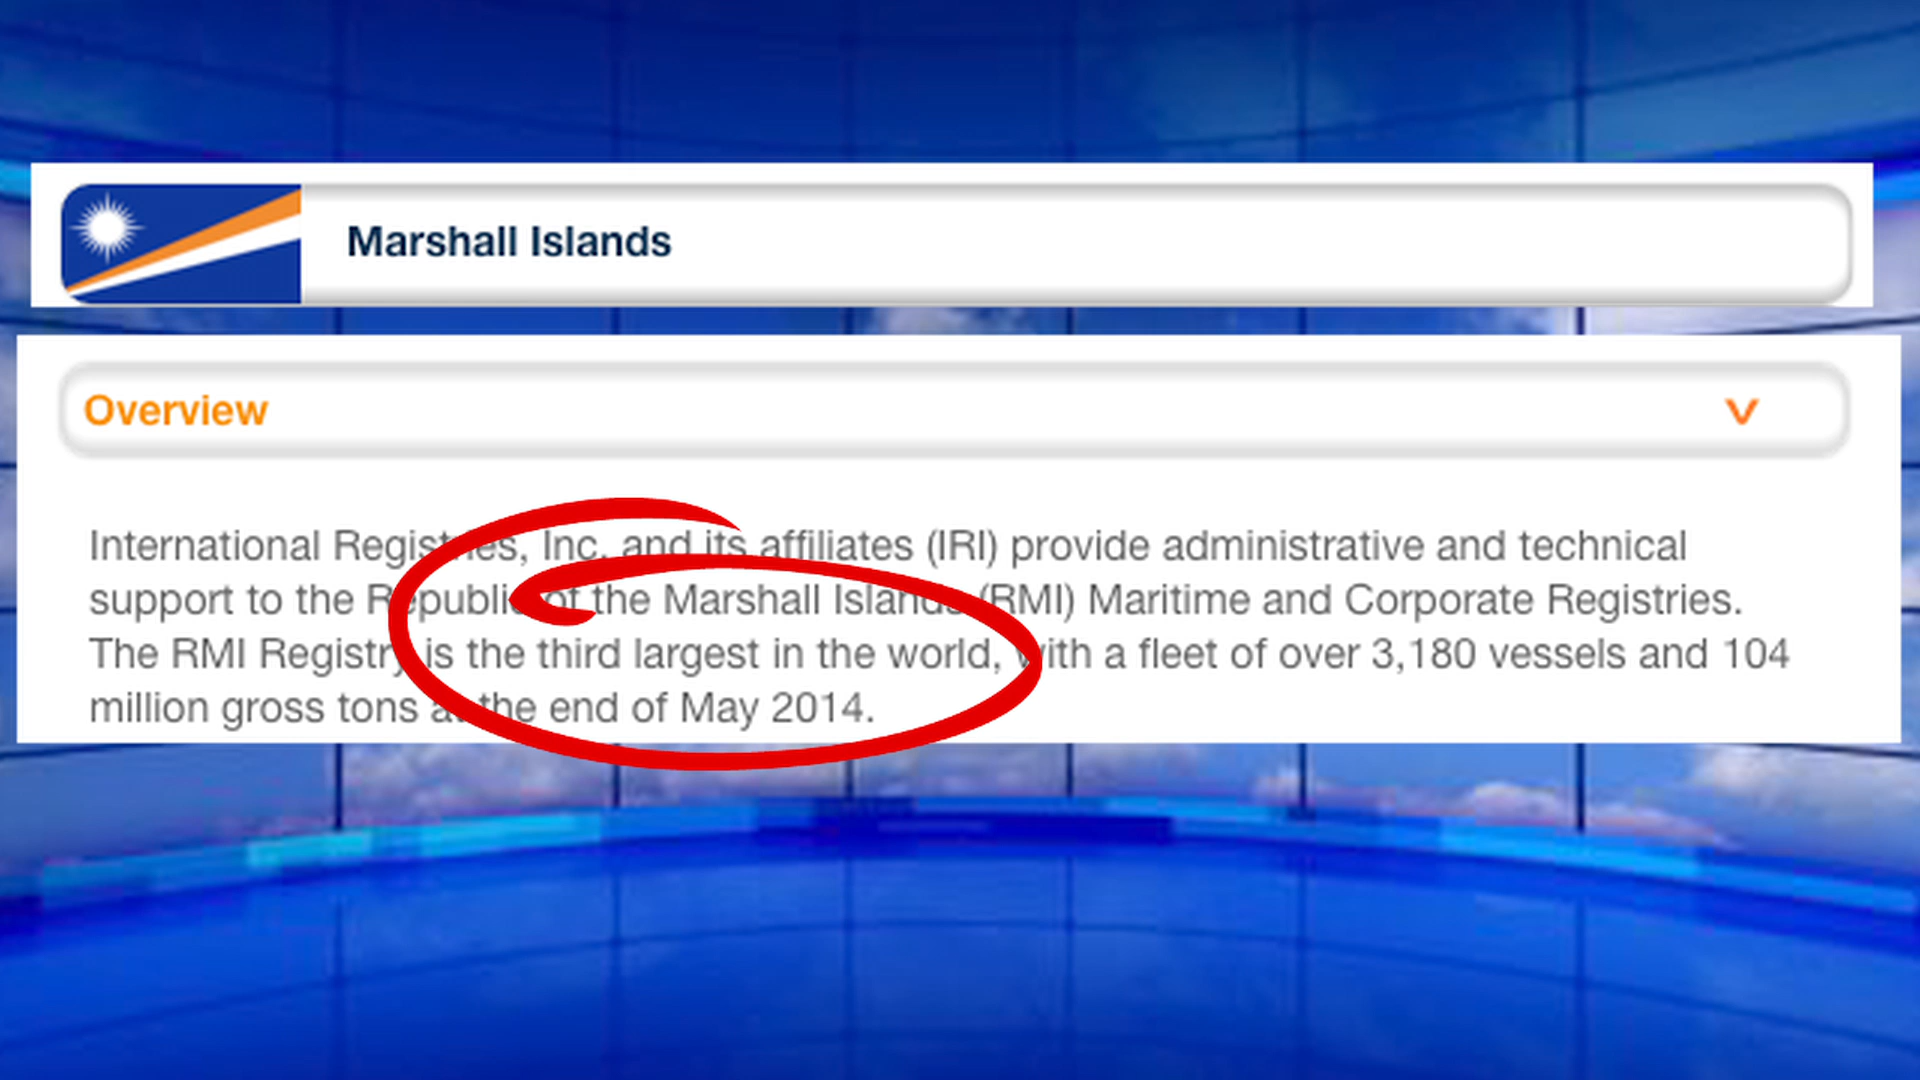 Marshall Islands
Overview
International Registries, Inc. and its affiliates (IRI) provide administrative and technical
support to the Republic of the Marshall Islands (RMI) Maritime and Corporate Registries.
The RMI Registry is the third largest in the world, with a fleet of over 3,180 vessels and 104
million gross tons at the end of May 2014.